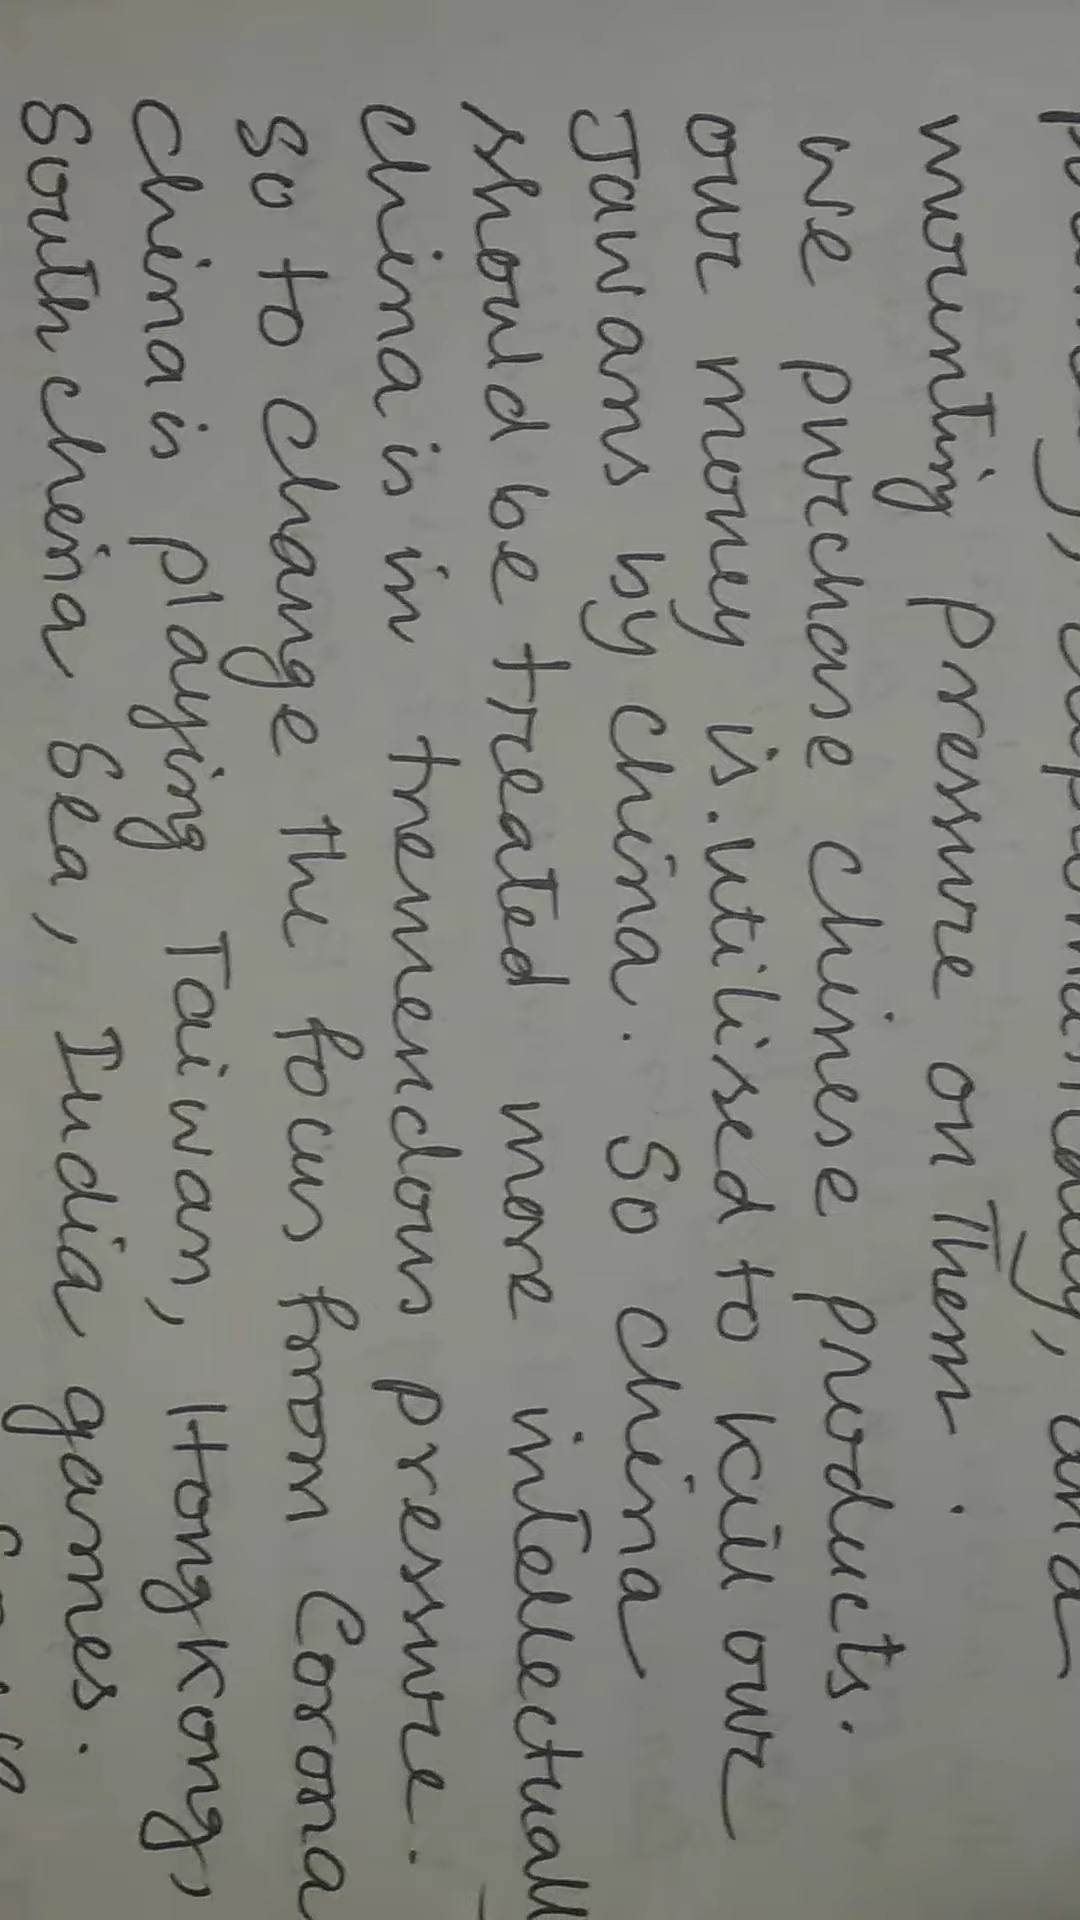 mounting pressure on Them.
we purchase chinese products.
our money is. utilised to kill our
Jawans by china. So china
should be treated more intellectuall
china is in tremendous pressure.
so to change the focus from Corona
china is playing Taiwan, Hongkong,
South china Sea, India games.